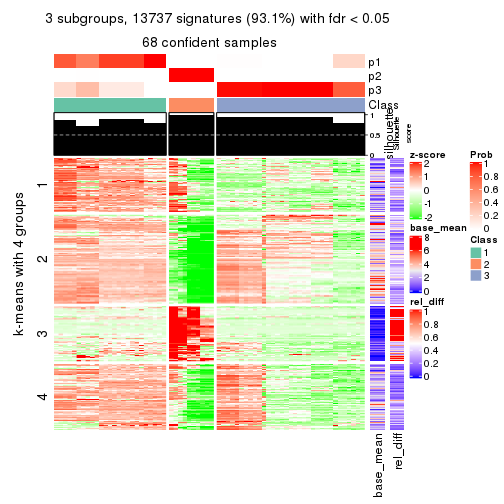 3 subgroups, 13737 signatures (93.1%) with fdr < 0.05
68 confident samples
p1
p2
p3
Class
1
0.5
0
silhouette
Silhouette
score
k-means with 4 groups
1
2
3
4
base_mean
rel_diff
z-score
2
1
0
-1
-2
base_mean
8
6
4
2
0
rel_diff
1
0.8
0.6
0.4
0.2
0
Prob
1
0.8
0.6
0.4
0.2
0
Class
1
2
3